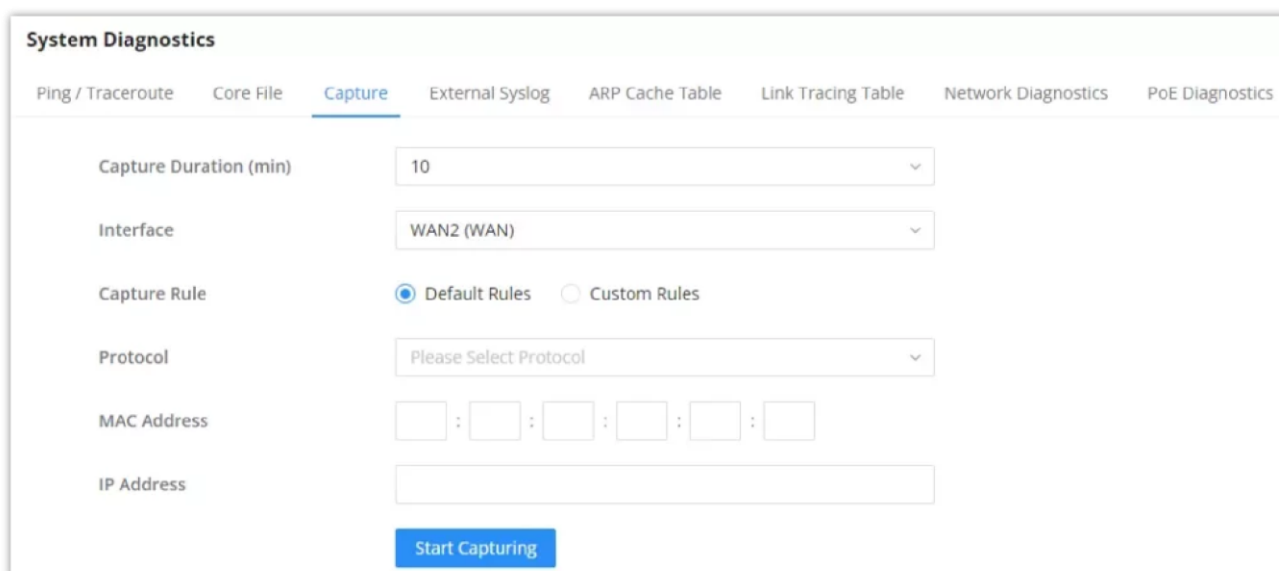 System Diagnostics
Ping / Traceroute Core File Capture External Syslog ARP Cache Table Link Tracing Table Network Diagnostics PoE Diagnostics
Capture Duration (min) 10
Interface WAN2 (WAN)
Capture Rule Default Rules Custom Rules
Protocol Please Select Protocol
MAC Address : : : : :
IP Address
Start Capturing